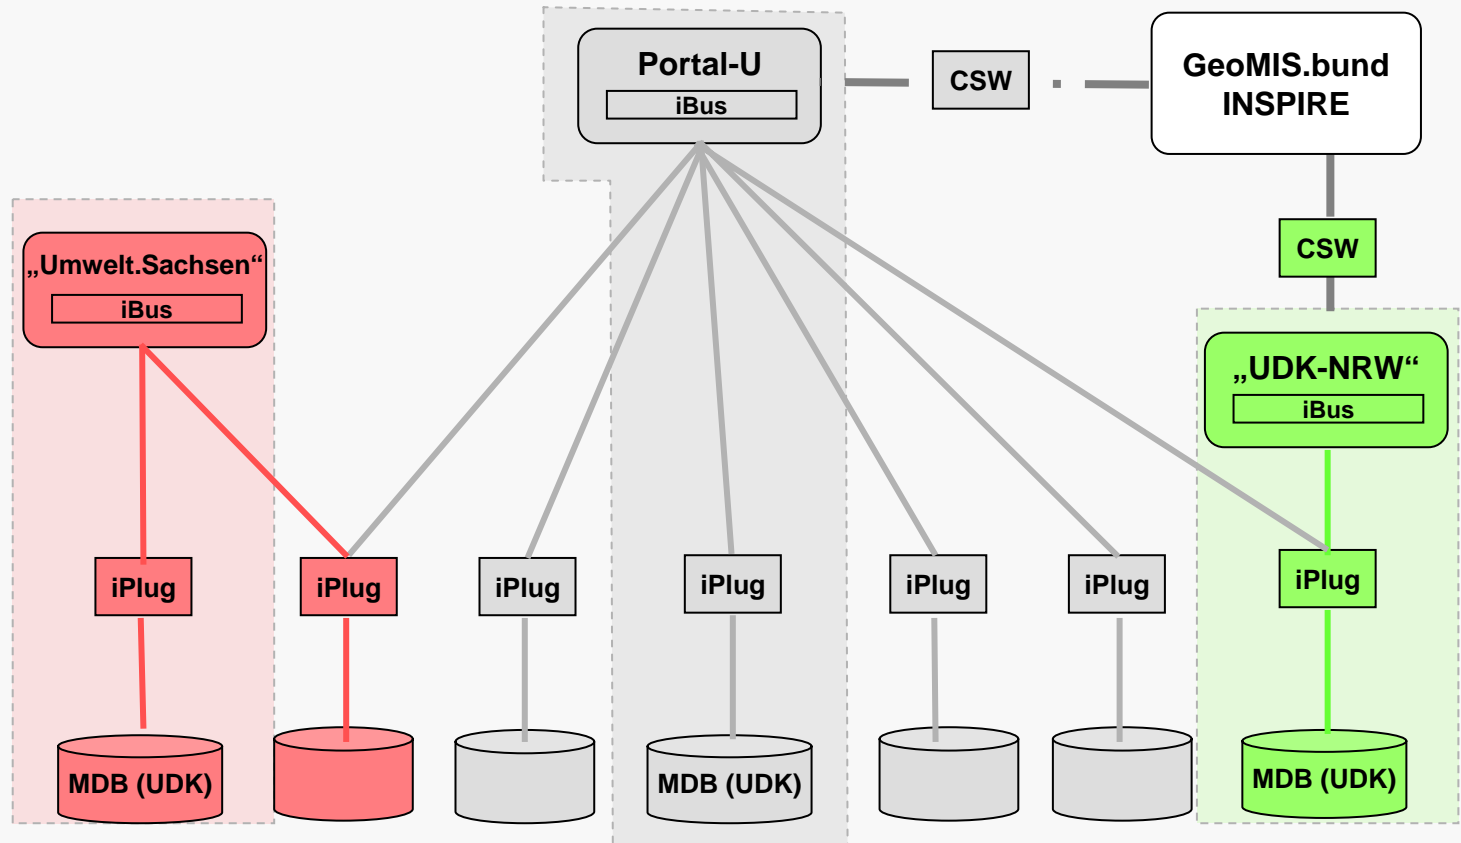 Portal-U
iBus
CSW
GeoMIS.bund
INSPIRE
„Umwelt.Sachsen“
iBus
CSW
„UDK-NRW“
iBus
iPlug
iPlug
iPlug
iPlug
iPlug
iPlug
iPlug
MDB (UDK)
MDB (UDK)
MDB (UDK)